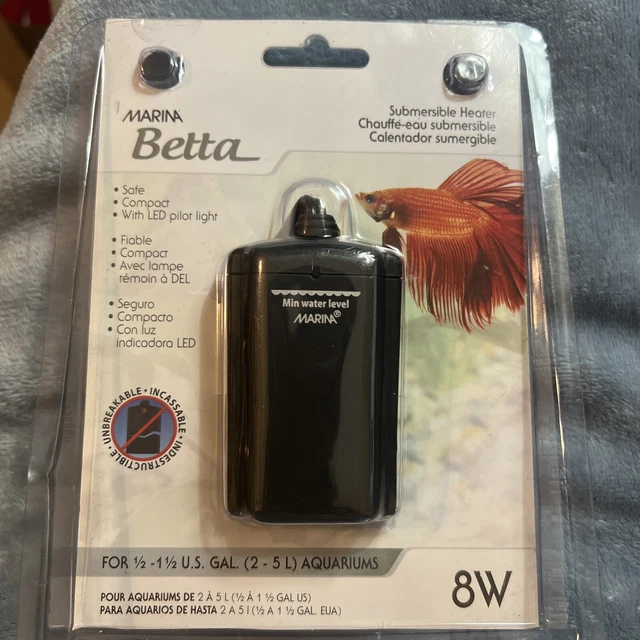 MARINA
Betta
Submersible Heater
Chauffé-eau submersible
Calentador sumergible
• Safe
• Compact
• With LED pilot light
• Fiable
• Compact
• Avec lampe
témoin à DEL
• Seguro
• Compacto
• Con luz
indicadora LED
Min water level
MARINA®
UNBREAKABLE • INCASSABLE • INDESTRUCTIBLE •
FOR ½ -1½ U.S. GAL. (2 - 5 L) AQUARIUMS
POUR AQUARIUMS DE 2 À 5 L (½ À 1 ½ GAL US)
PARA AQUARIOS DE HASTA 2 A 5 l (½ A 1 ½ GAL. EUA)
8W